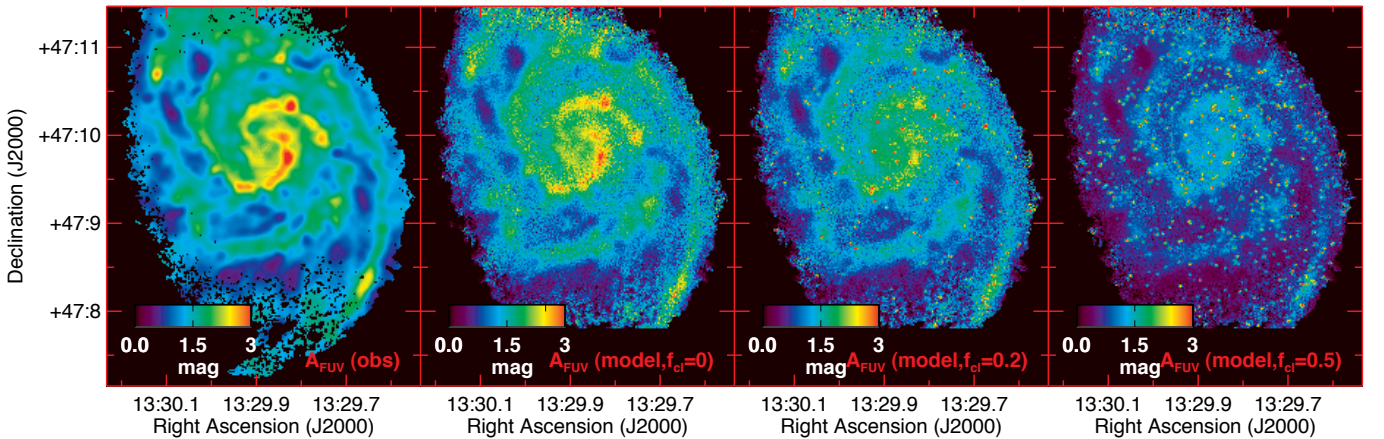 Declination (J2000)
+47:11
+47:10
+47:9
+47:8
0.0 1.5 3
mag
A_FUV (obs)
0.0 1.5 3
mag
A_FUV (model,f_cl=0)
0.0 1.5 3
mag
A_FUV (model,f_cl=0.2)
0.0 1.5 3
mag
A_FUV (model,f_cl=0.5)
13:30.1 13:29.9 13:29.7
Right Ascension (J2000)
13:30.1 13:29.9 13:29.7
Right Ascension (J2000)
13:30.1 13:29.9 13:29.7
Right Ascension (J2000)
13:30.1 13:29.9 13:29.7
Right Ascension (J2000)